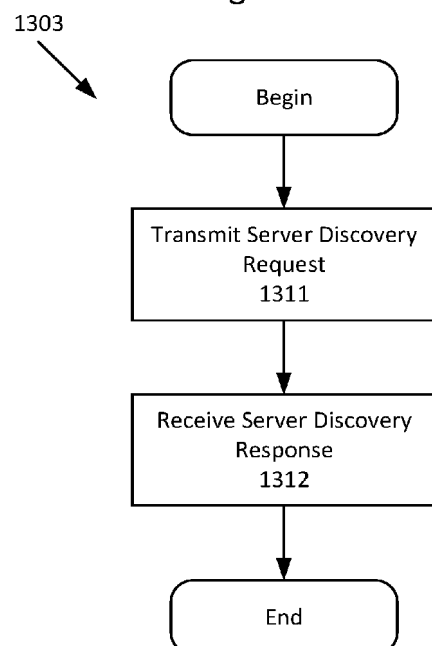 1303
Begin
Transmit Server Discovery
Request
1311
Receive Server Discovery
Response
1312
End